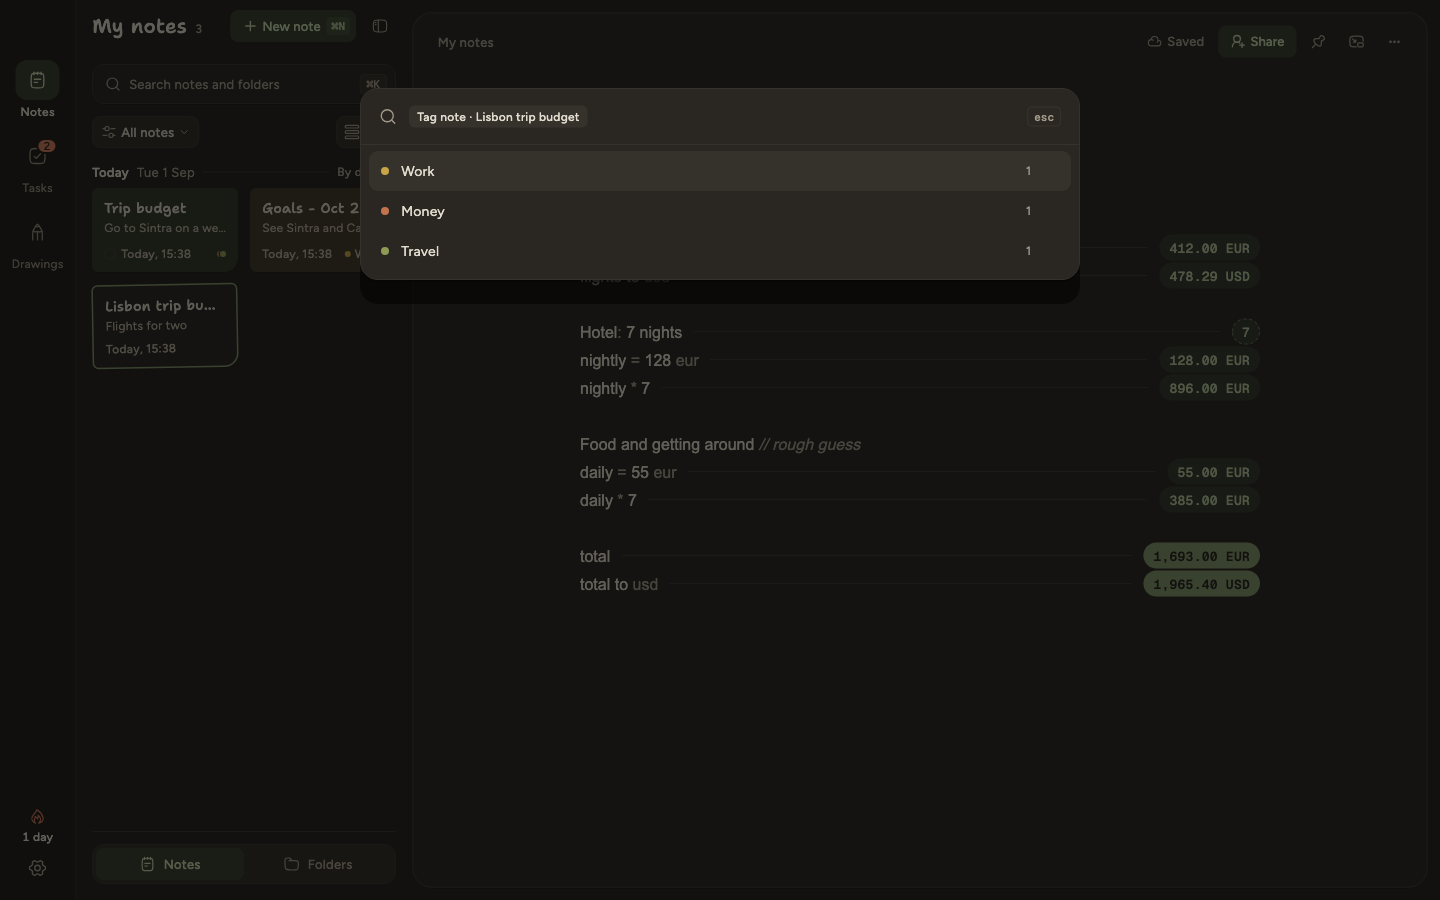 My notes 3
+ New note ⌘N
Search notes and folders ⌘K
All notes
Today Tue 1 Sep
Trip budget
Go to Sintra on a we...
Today, 15:38
Goals - Oct
See Sintra and
Today, 15:38
Lisbon trip bu...
Flights for two
Today, 15:38
Notes
2
Tasks
Drawings
1 day
Notes
Folders
My notes
Saved
Share
Tag note · Lisbon trip budget
esc
Work 1
Money 1
Travel 1
412.00 EUR
478.29 USD
Hotel: 7 nights 7
nightly = 128 eur 128.00 EUR
nightly * 7 896.00 EUR
Food and getting around // rough guess
daily = 55 eur 55.00 EUR
daily * 7 385.00 EUR
total 1,693.00 EUR
total to usd 1,965.40 USD